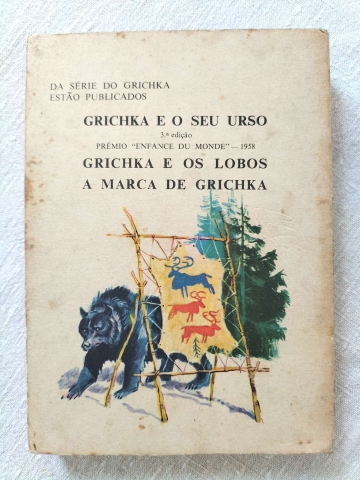 DA SÉRIE DO GRICHKA
ESTÃO PUBLICADOS
GRICHKA E O SEU URSO
3.ª edição
PRÉMIO "ENFANCE DU MONDE" — 1958
GRICHKA E OS LOBOS
A MARCA DE GRICHKA